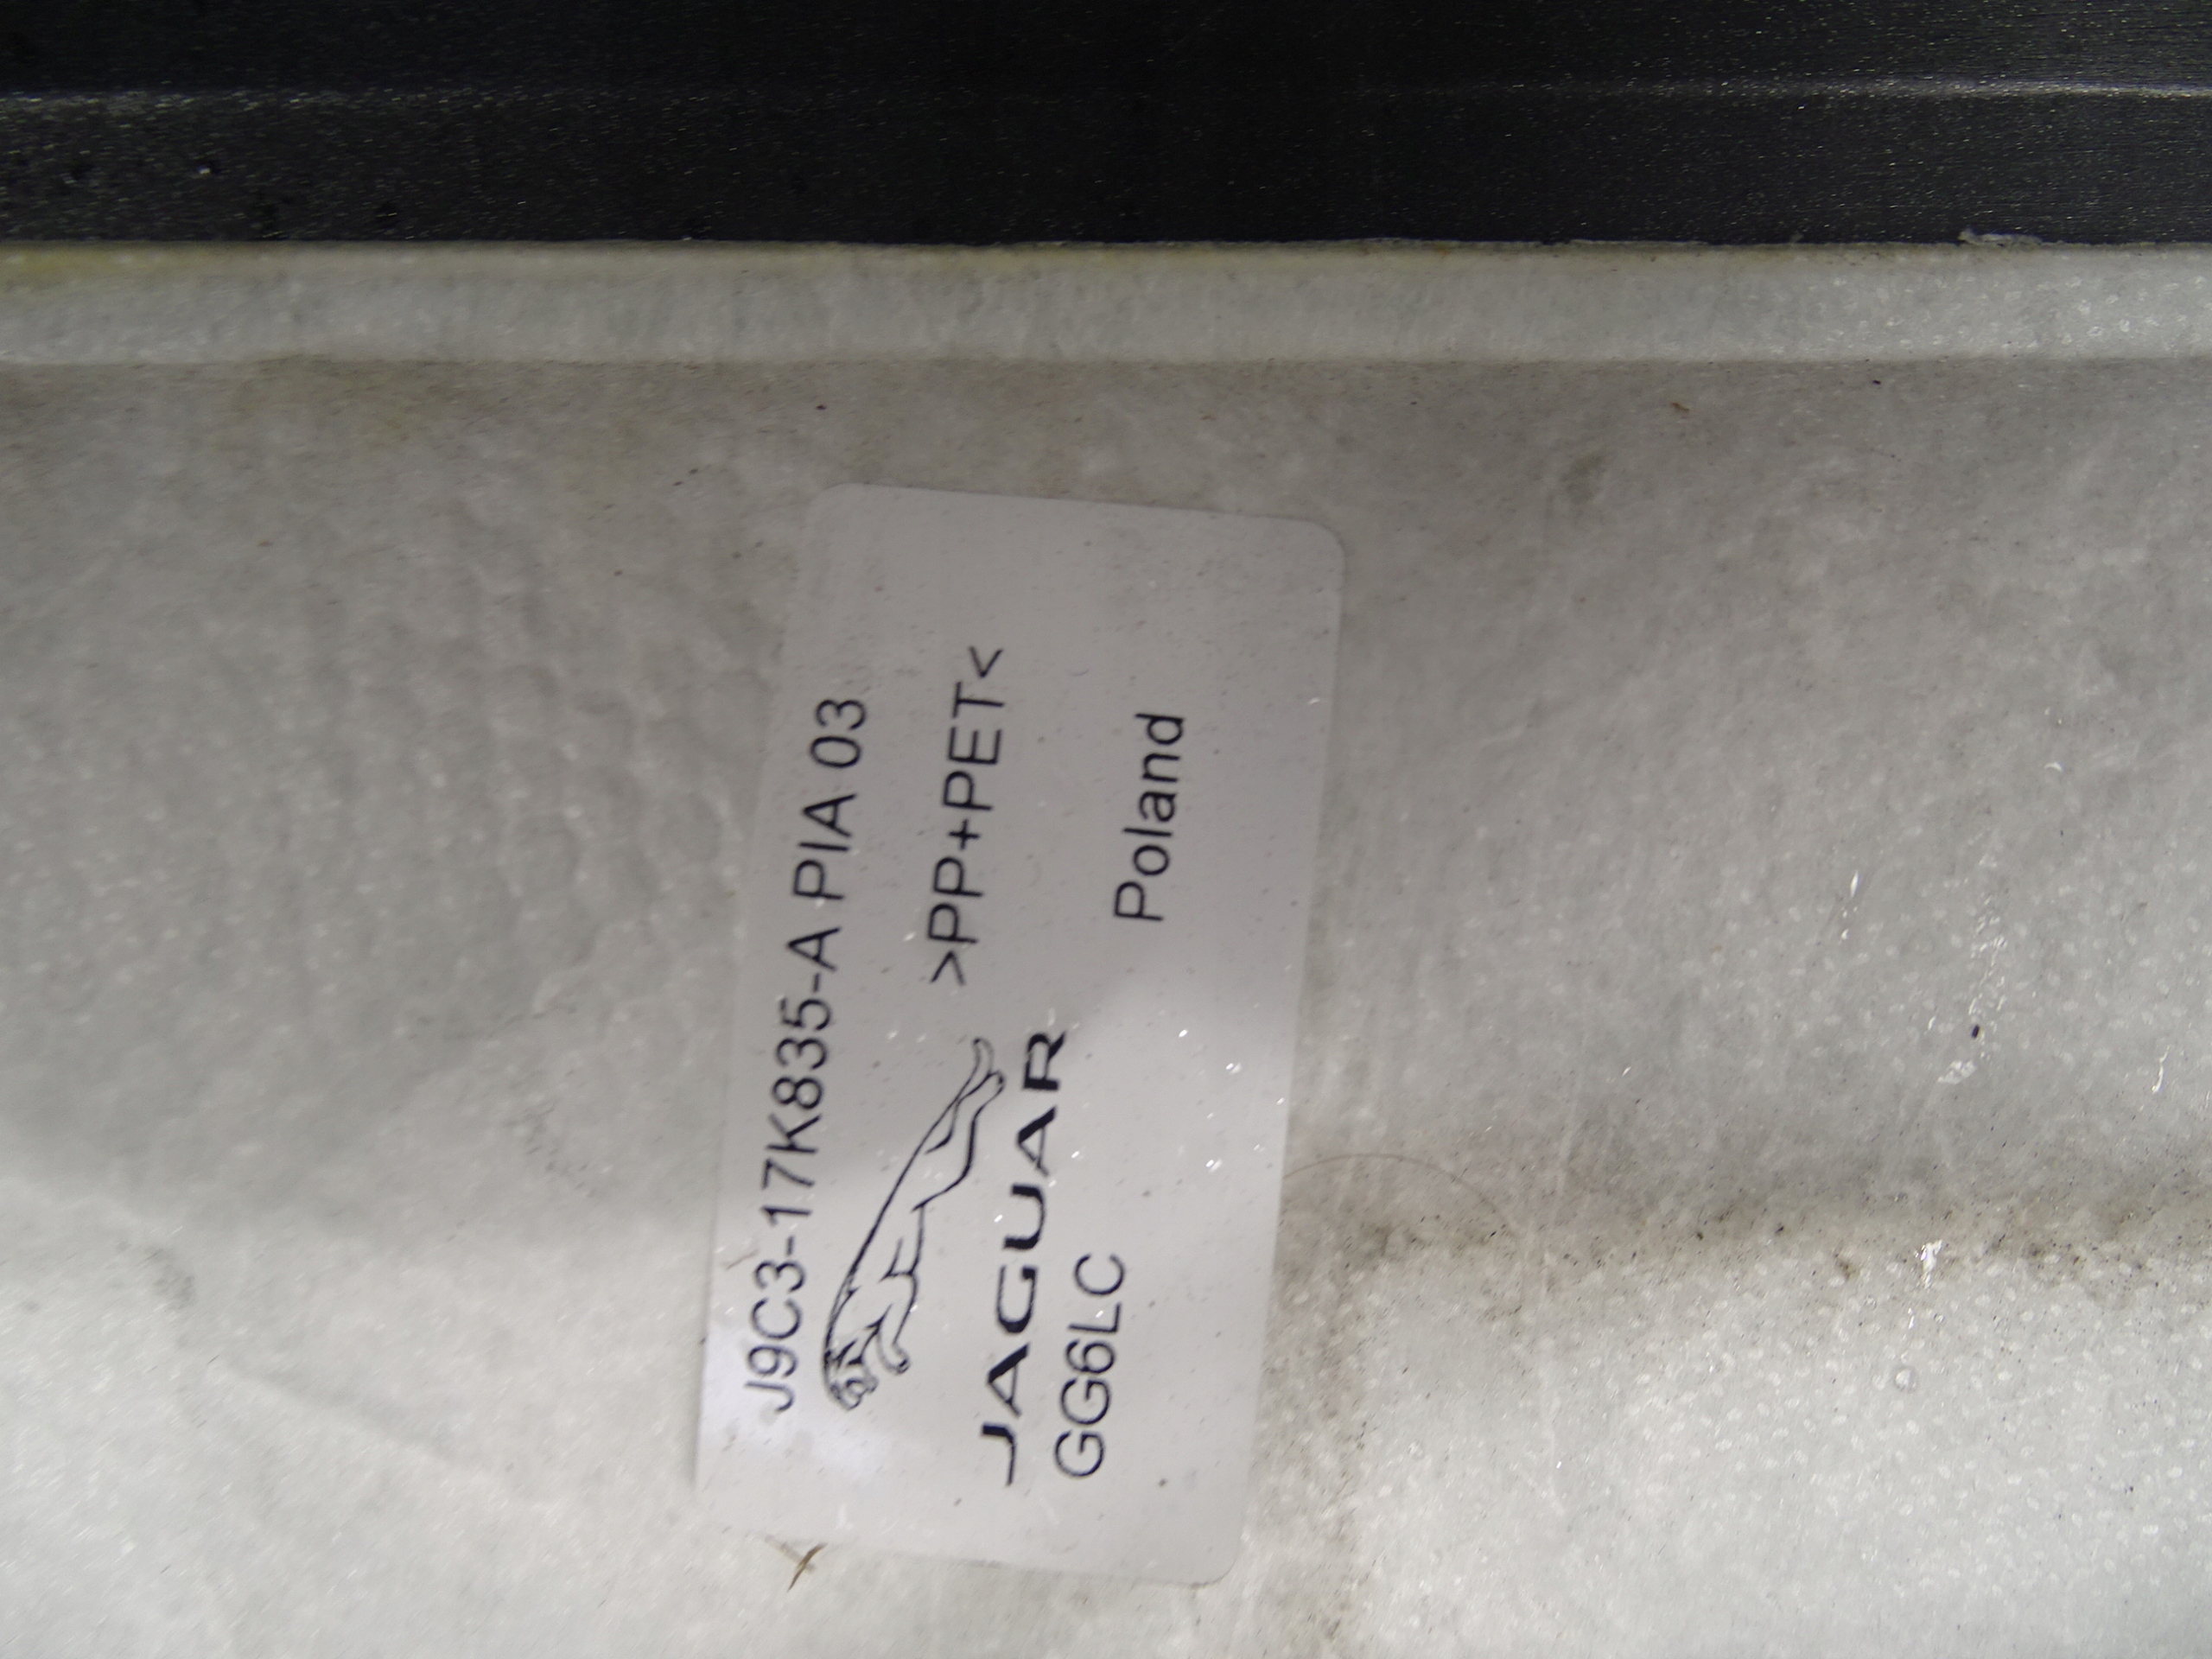 J9C3-17K835-A PIA 03
>PP+PET<
JAGUAR
GG6LC
Poland